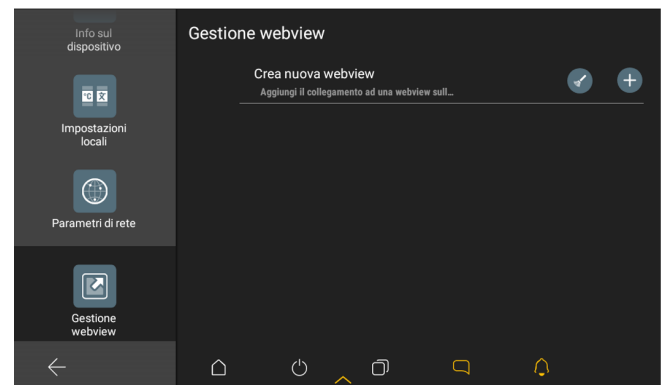 Info sul
dispositivo
Impostazioni
locali
Parametri di rete
Gestione
webview
Gestione webview
Crea nuova webview
Aggiungi il collegamento ad una webview sull...
°C